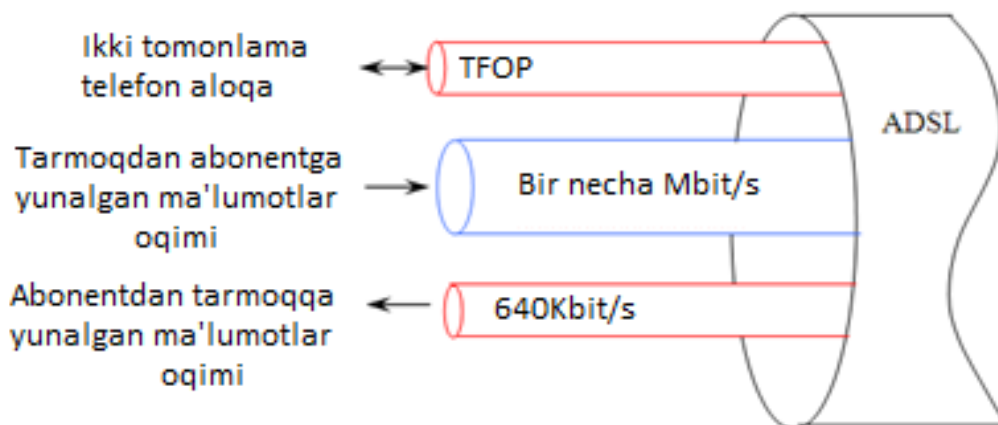 Ikki tomonlama
telefon aloqa
TFOP
ADSL
Tarmoqdan abonentga
yunalgan ma'lumotlar
oqimi
Bir necha Mbit/s
Abonentdan tarmoqqa
yunalgan ma'lumotlar
oqimi
640Kbit/s